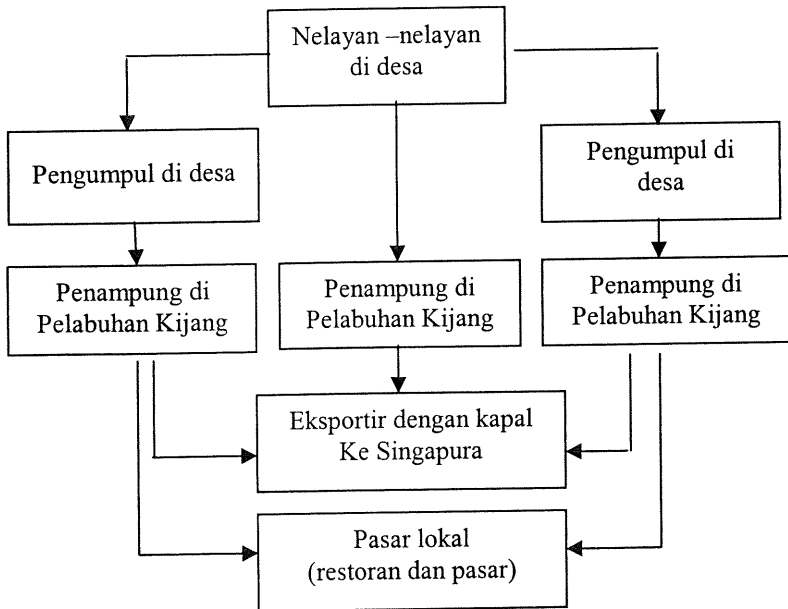 Nelayan –nelayan
di desa
Pengumpul di desa
Pengumpul di
desa
Penampung di
Pelabuhan Kijang
Penampung di
Pelabuhan Kijang
Penampung di
Pelabuhan Kijang
Eksportir dengan kapal
Ke Singapura
Pasar lokal
(restoran dan pasar)